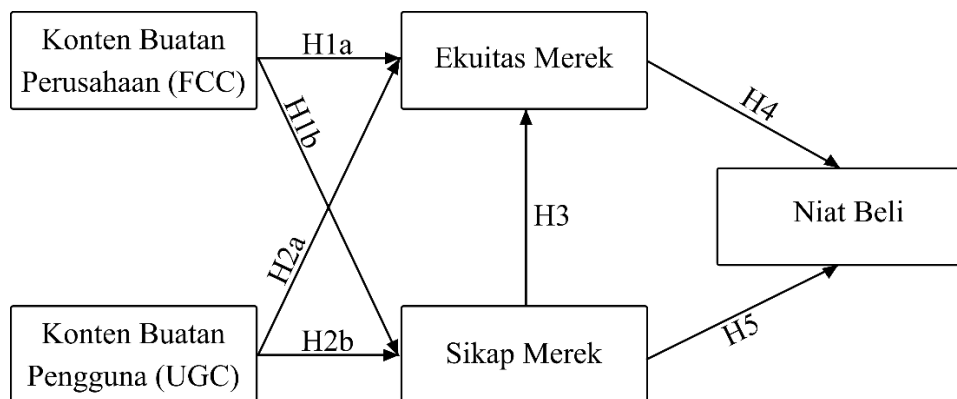 Konten Buatan
Perusahaan (FCC)
H1a
Ekuitas Merek
H1b
H4
Niat Beli
H3
H2a
Konten Buatan
Pengguna (UGC)
H2b
Sikap Merek
H5